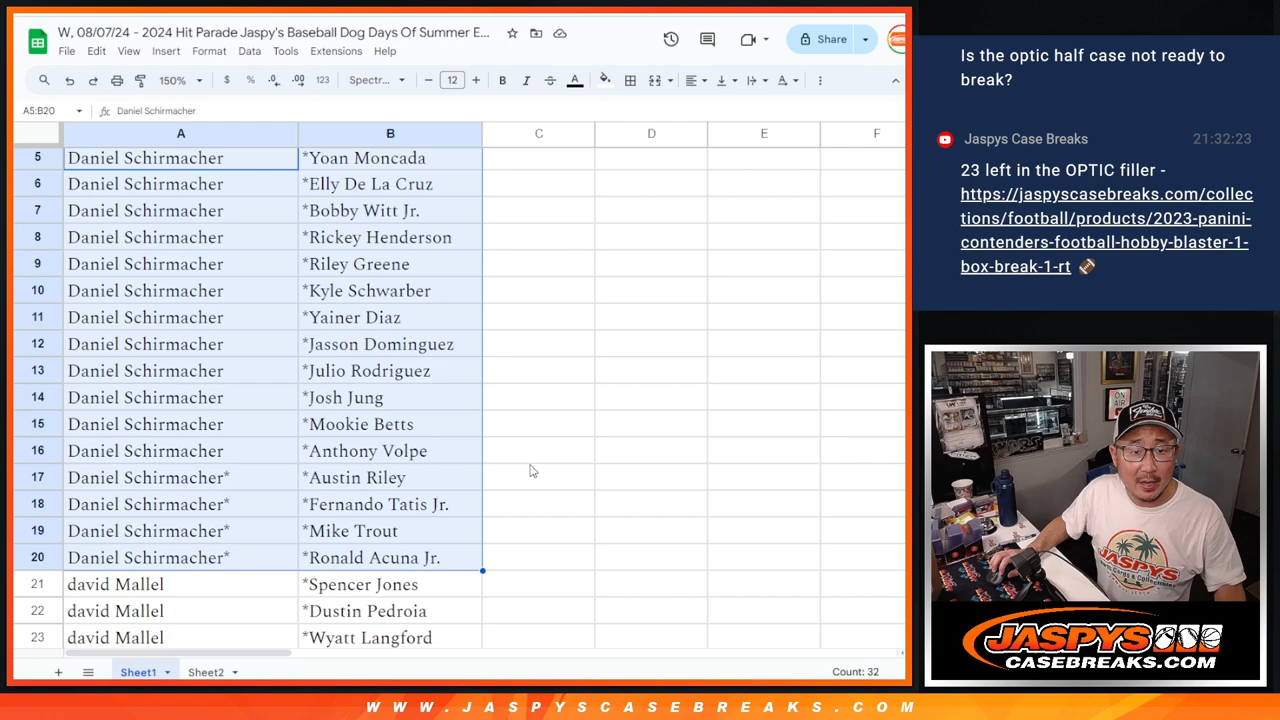 W, 08/07/24 - 2024 Hit Parade Jaspy's Baseball Dog Days Of Summer E...
File Edit View Insert Format Data Tools Extensions Help
Share
150% $ % .0 .00 123 Spectr... 12 B I A
A5:B20 fx Daniel Schirmacher
A B C D E F
5 Daniel Schirmacher *Yoan Moncada
6 Daniel Schirmacher *Elly De La Cruz
7 Daniel Schirmacher *Bobby Witt Jr.
8 Daniel Schirmacher *Rickey Henderson
9 Daniel Schirmacher *Riley Greene
10 Daniel Schirmacher *Kyle Schwarber
11 Daniel Schirmacher *Yainer Diaz
12 Daniel Schirmacher *Jasson Dominguez
13 Daniel Schirmacher *Julio Rodriguez
14 Daniel Schirmacher *Josh Jung
15 Daniel Schirmacher *Mookie Betts
16 Daniel Schirmacher *Anthony Volpe
17 Daniel Schirmacher* *Austin Riley
18 Daniel Schirmacher* *Fernando Tatis Jr.
19 Daniel Schirmacher* *Mike Trout
20 Daniel Schirmacher* *Ronald Acuna Jr.
21 david Mallel *Spencer Jones
22 david Mallel *Dustin Pedroia
23 david Mallel *Wyatt Langford
Sheet1 Sheet2 Count: 32
Is the optic half case not ready to
break?
Jaspys Case Breaks 21:32:23
23 left in the OPTIC filler -
https://jaspyscasebreaks.com/collec
tions/football/products/2023-panini-
contenders-football-hobby-blaster-1-
box-break-1-rt 🏈
ON AIR
Fender
JASPYS
JASPYS
CASEBREAKS.COM
WWW.JASPYSCASEBREAKS.COM